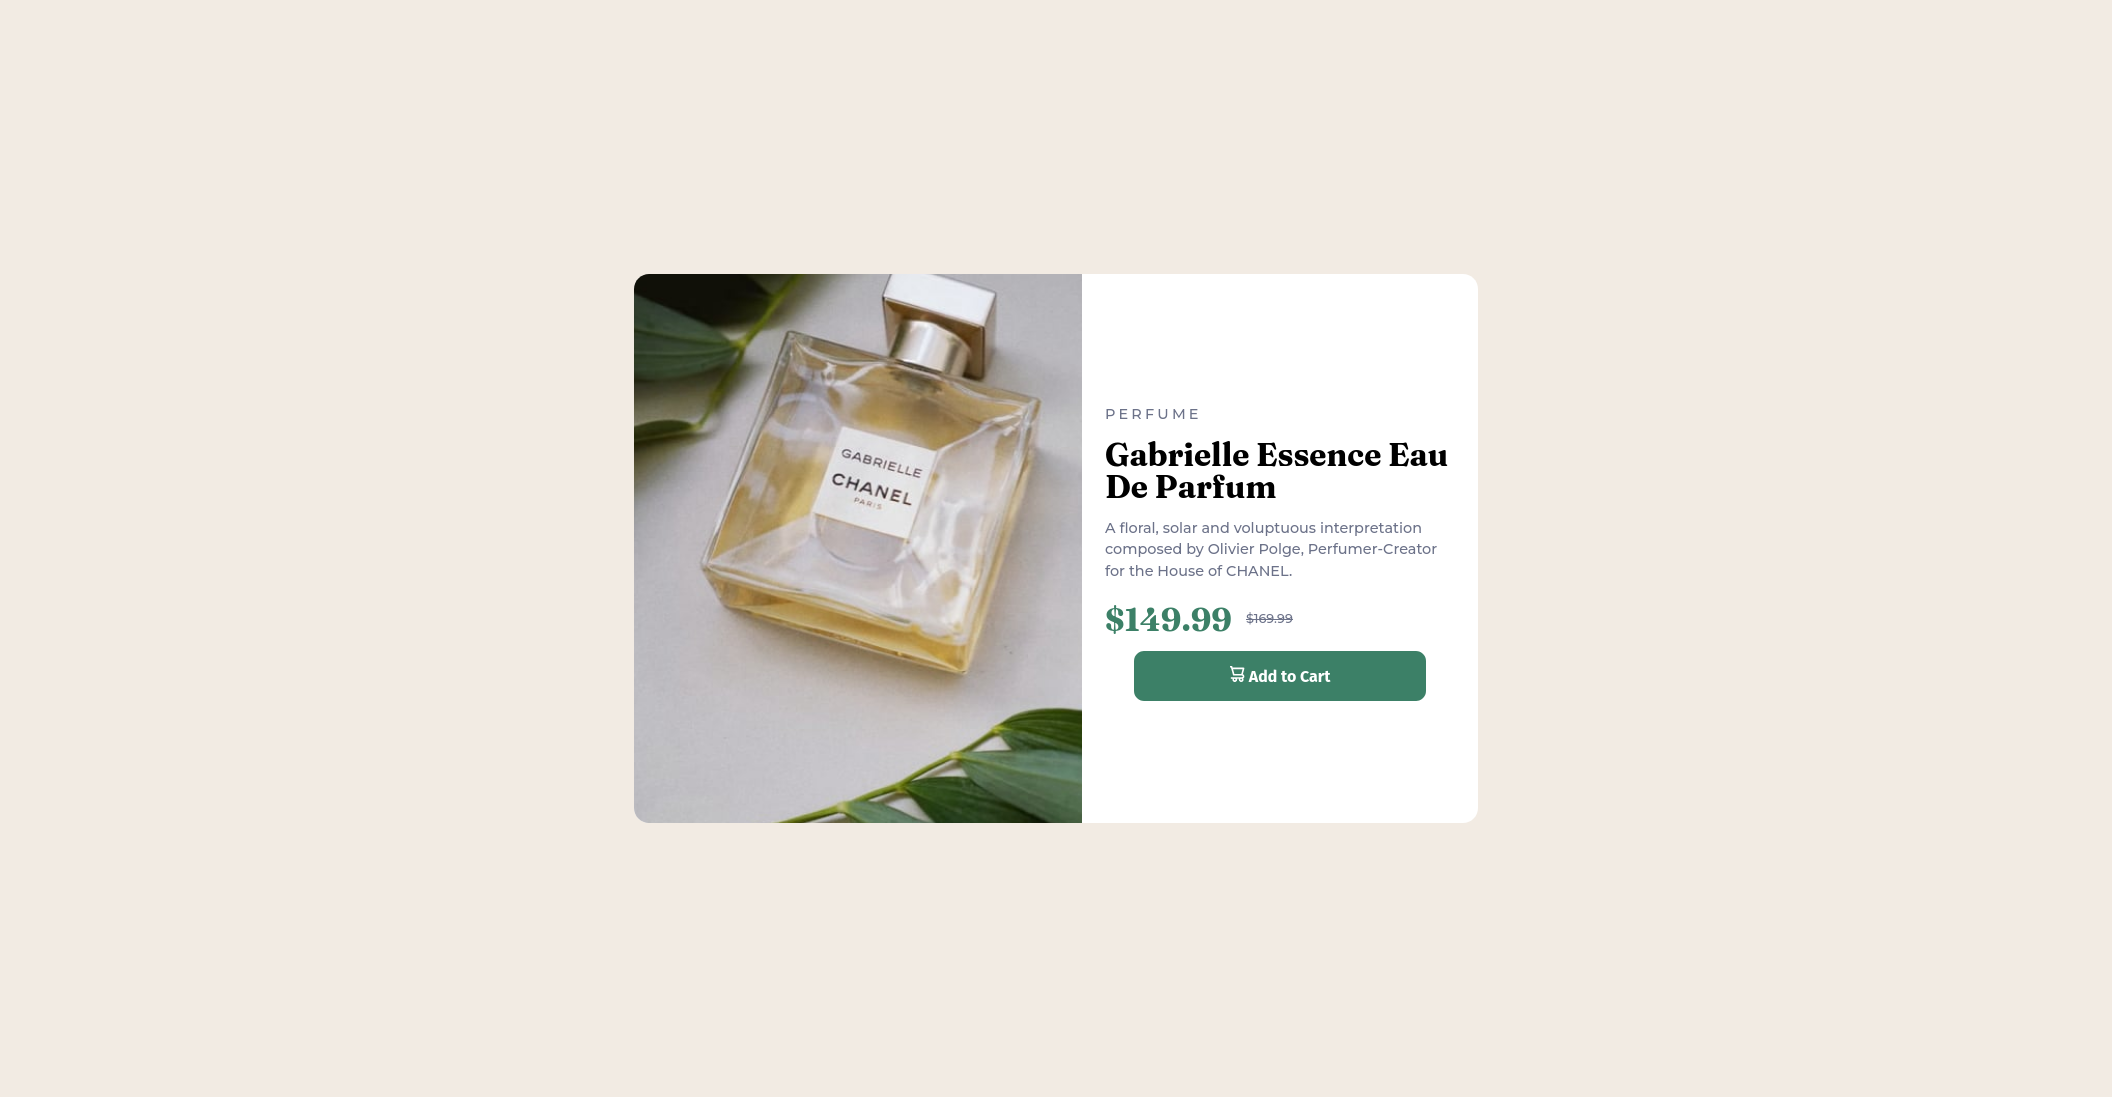 GABRIELLE
CHANEL
PARIS
PERFUME
Gabrielle Essence Eau
De Parfum
A floral, solar and voluptuous interpretation
composed by Olivier Polge, Perfumer-Creator
for the House of CHANEL.
$149.99 $169.99
Add to Cart